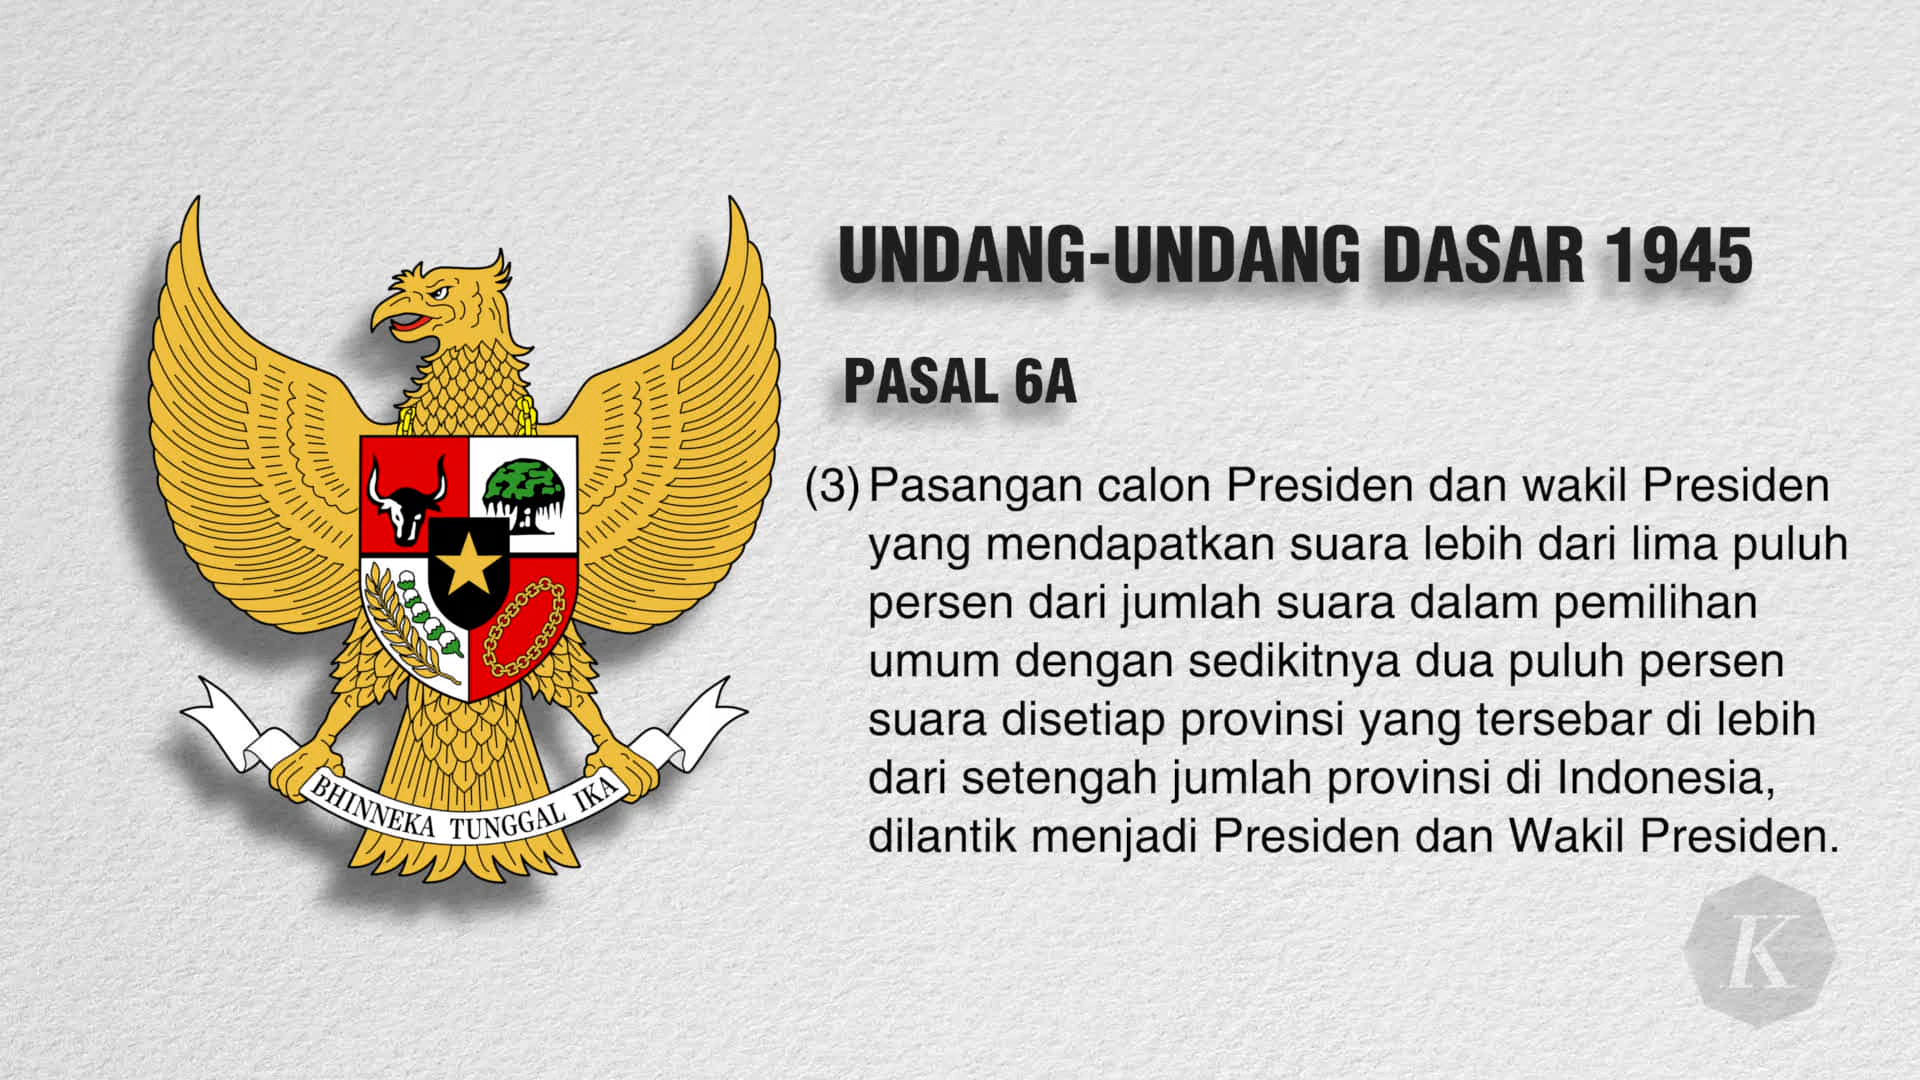 UNDANG-UNDANG DASAR 1945
PASAL 6A
(3) Pasangan calon Presiden dan wakil Presiden
yang mendapatkan suara lebih dari lima puluh
persen dari jumlah suara dalam pemilihan
umum dengan sedikitnya dua puluh persen
suara disetiap provinsi yang tersebar di lebih
dari setengah jumlah provinsi di Indonesia,
dilantik menjadi Presiden dan Wakil Presiden.
BHINNEKA TUNGGAL IKA
K